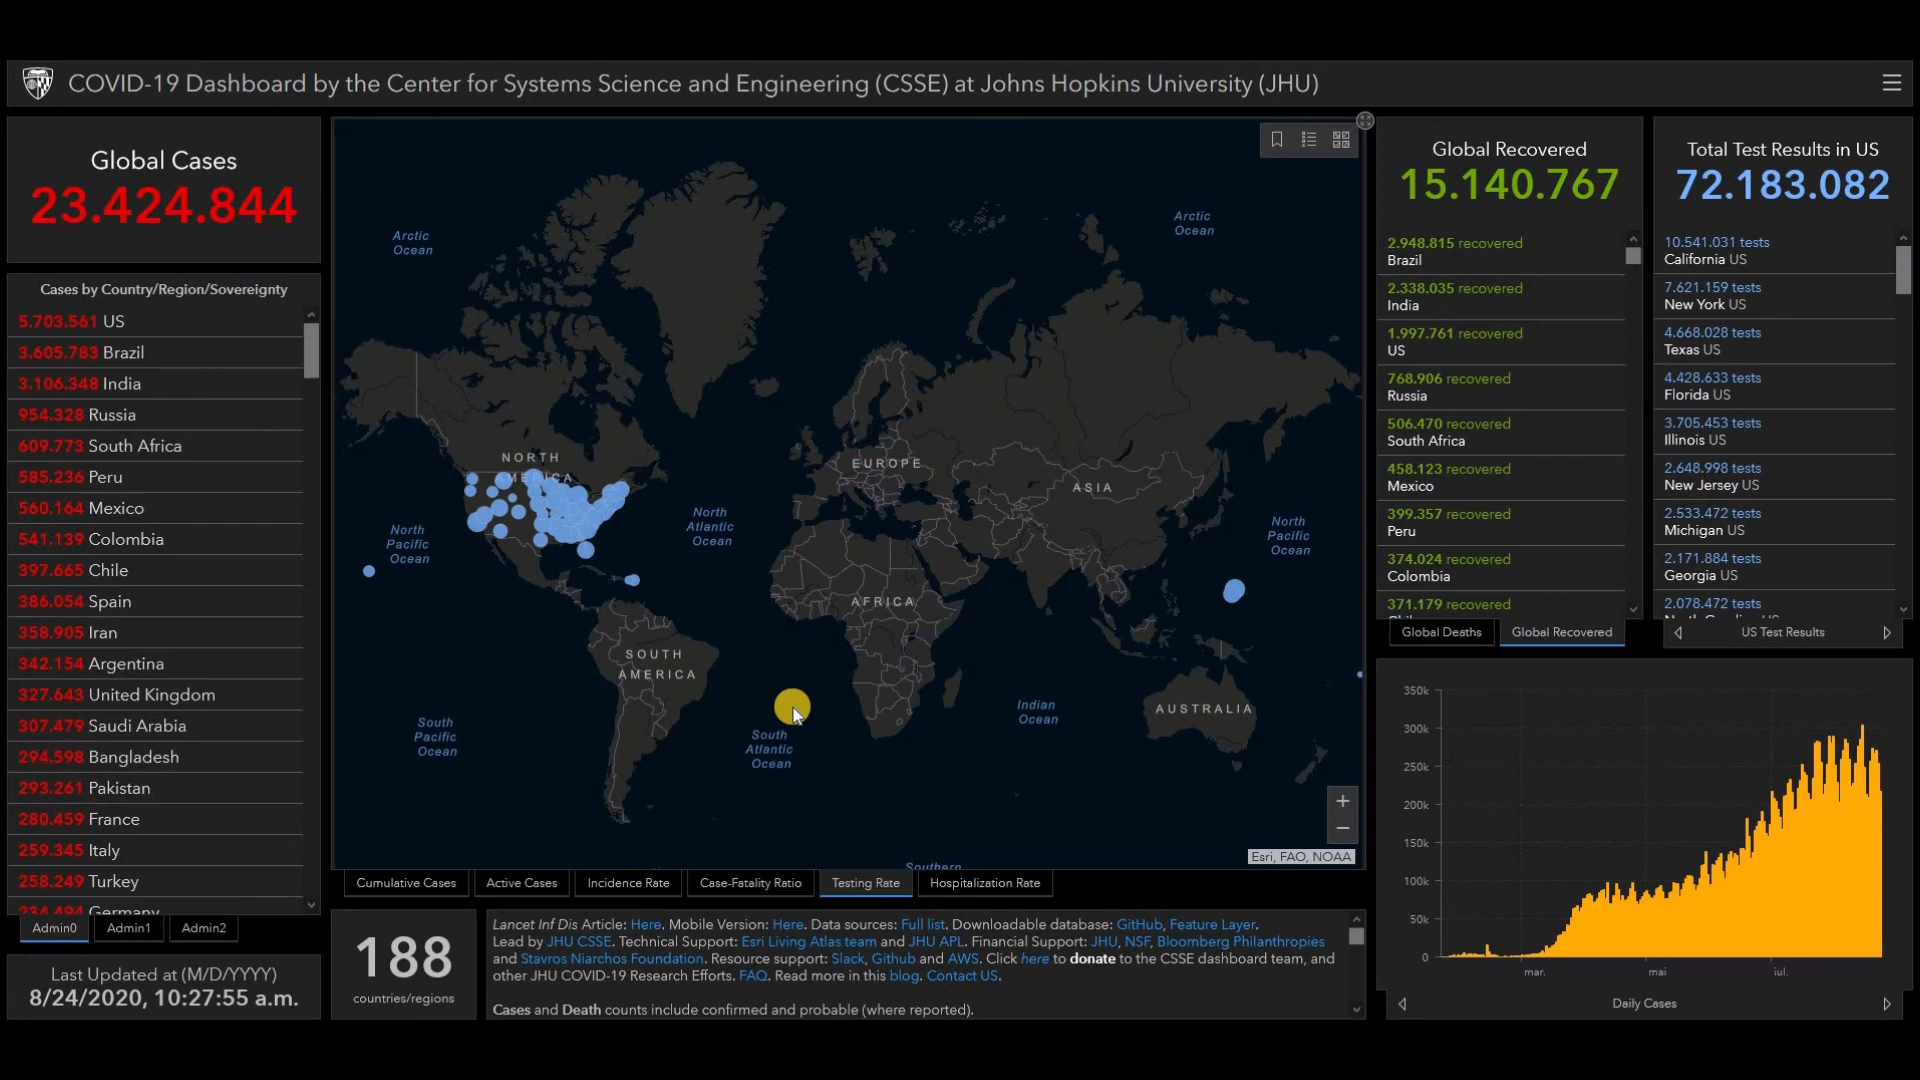 COVID-19 Dashboard by the Center for Systems Science and Engineering (CSSE) at Johns Hopkins University (JHU)
Global Cases
23.424.844
Cases by Country/Region/Sovereignty
5.703.561 US
3.605.783 Brazil
3.106.348 India
954.328 Russia
609.773 South Africa
585.236 Peru
560.164 Mexico
541.139 Colombia
397.665 Chile
386.054 Spain
358.905 Iran
342.154 Argentina
327.643 United Kingdom
307.479 Saudi Arabia
294.598 Bangladesh
293.261 Pakistan
280.459 France
259.345 Italy
258.249 Turkey
234.494 Germany
Admin0
Admin1
Admin2
Last Updated at (M/D/YYYY)
8/24/2020, 10:27:55 a.m.
Arctic
Ocean
Arctic
Ocean
NORTH
AMERICA
EUROPE
ASIA
North
Pacific
Ocean
North
Atlantic
Ocean
North
Pacific
Ocean
AFRICA
SOUTH
AMERICA
South
Pacific
Ocean
South
Atlantic
Ocean
Indian
Ocean
AUSTRALIA
Southern
+
−
Esri, FAO, NOAA
Cumulative Cases
Active Cases
Incidence Rate
Case-Fatality Ratio
Testing Rate
Hospitalization Rate
188
countries/regions
Lancet Inf Dis Article: Here. Mobile Version: Here. Data sources: Full list. Downloadable database: GitHub, Feature Layer.
Lead by JHU CSSE. Technical Support: Esri Living Atlas team and JHU APL. Financial Support: JHU, NSF, Bloomberg Philanthropies
and Stavros Niarchos Foundation. Resource support: Slack, Github and AWS. Click here to donate to the CSSE dashboard team, and
other JHU COVID-19 Research Efforts. FAQ. Read more in this blog. Contact US.
Cases and Death counts include confirmed and probable (where reported).
Global Recovered
15.140.767
2.948.815 recovered
Brazil
2.338.035 recovered
India
1.997.761 recovered
US
768.906 recovered
Russia
506.470 recovered
South Africa
458.123 recovered
Mexico
399.357 recovered
Peru
374.024 recovered
Colombia
371.179 recovered
Global Deaths
Global Recovered
Total Test Results in US
72.183.082
10.541.031 tests
California US
7.621.159 tests
New York US
4.668.028 tests
Texas US
4.428.633 tests
Florida US
3.705.453 tests
Illinois US
2.648.998 tests
New Jersey US
2.533.472 tests
Michigan US
2.171.884 tests
Georgia US
2.078.472 tests
US Test Results
350k
300k
250k
200k
150k
100k
50k
0
mar.
mai
iul.
Daily Cases